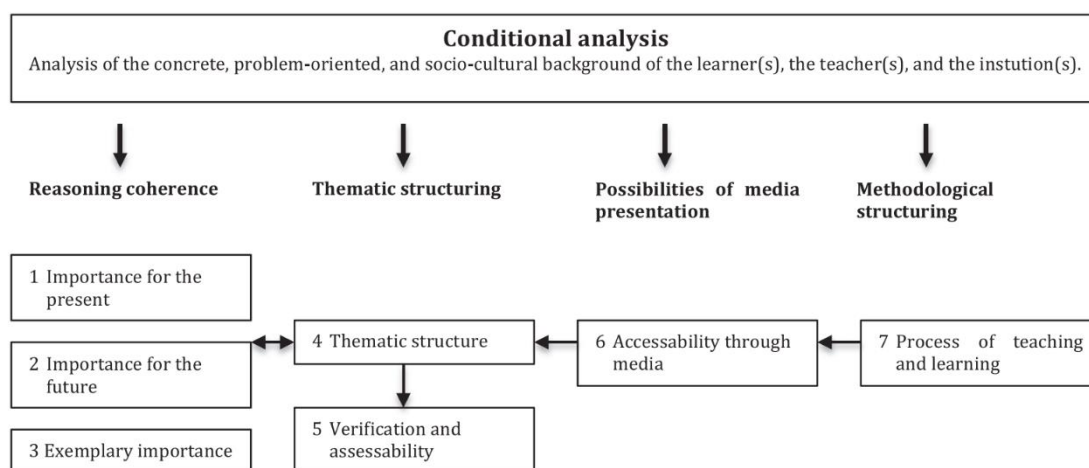 Conditional analysis
Analysis of the concrete, problem-oriented, and socio-cultural background of the learner(s), the teacher(s), and the instution(s).
Reasoning coherence
Thematic structuring
Possibilities of media
presentation
Methodological
structuring
1 Importance for the
present
2 Importance for the
future
3 Exemplary importance
4 Thematic structure
5 Verification and
assessability
6 Accessability through
media
7 Process of teaching
and learning